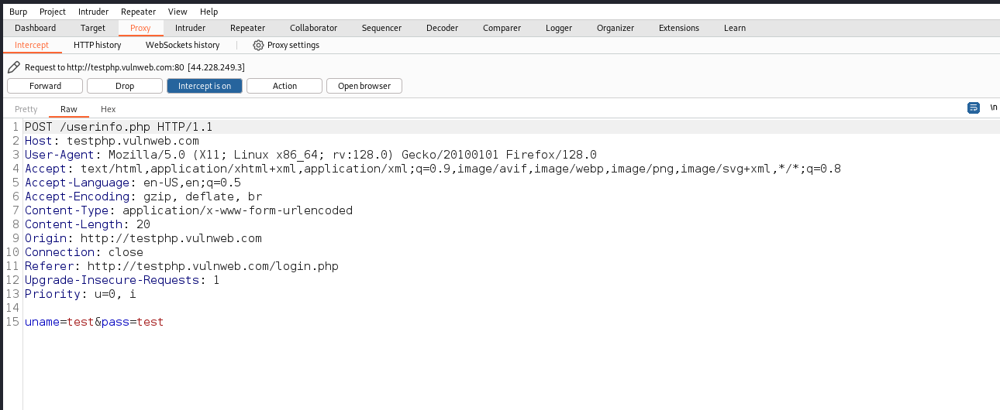 Burp Project Intruder Repeater View Help
Dashboard Target Proxy Intruder Repeater Collaborator Sequencer Decoder Comparer Logger Organizer Extensions Learn
Intercept HTTP history WebSockets history Proxy settings
Request to http://testphp.vulnweb.com:80 [44.228.249.3]
Forward Drop Intercept is on Action Open browser
Pretty Raw Hex \n
1 POST /userinfo.php HTTP/1.1
2 Host: testphp.vulnweb.com
3 User-Agent: Mozilla/5.0 (X11; Linux x86_64; rv:128.0) Gecko/20100101 Firefox/128.0
4 Accept: text/html,application/xhtml+xml,application/xml;q=0.9,image/avif,image/webp,image/png,image/svg+xml,*/*;q=0.8
5 Accept-Language: en-US,en;q=0.5
6 Accept-Encoding: gzip, deflate, br
7 Content-Type: application/x-www-form-urlencoded
8 Content-Length: 20
9 Origin: http://testphp.vulnweb.com
10 Connection: close
11 Referer: http://testphp.vulnweb.com/login.php
12 Upgrade-Insecure-Requests: 1
13 Priority: u=0, i
14
15 uname=test&pass=test